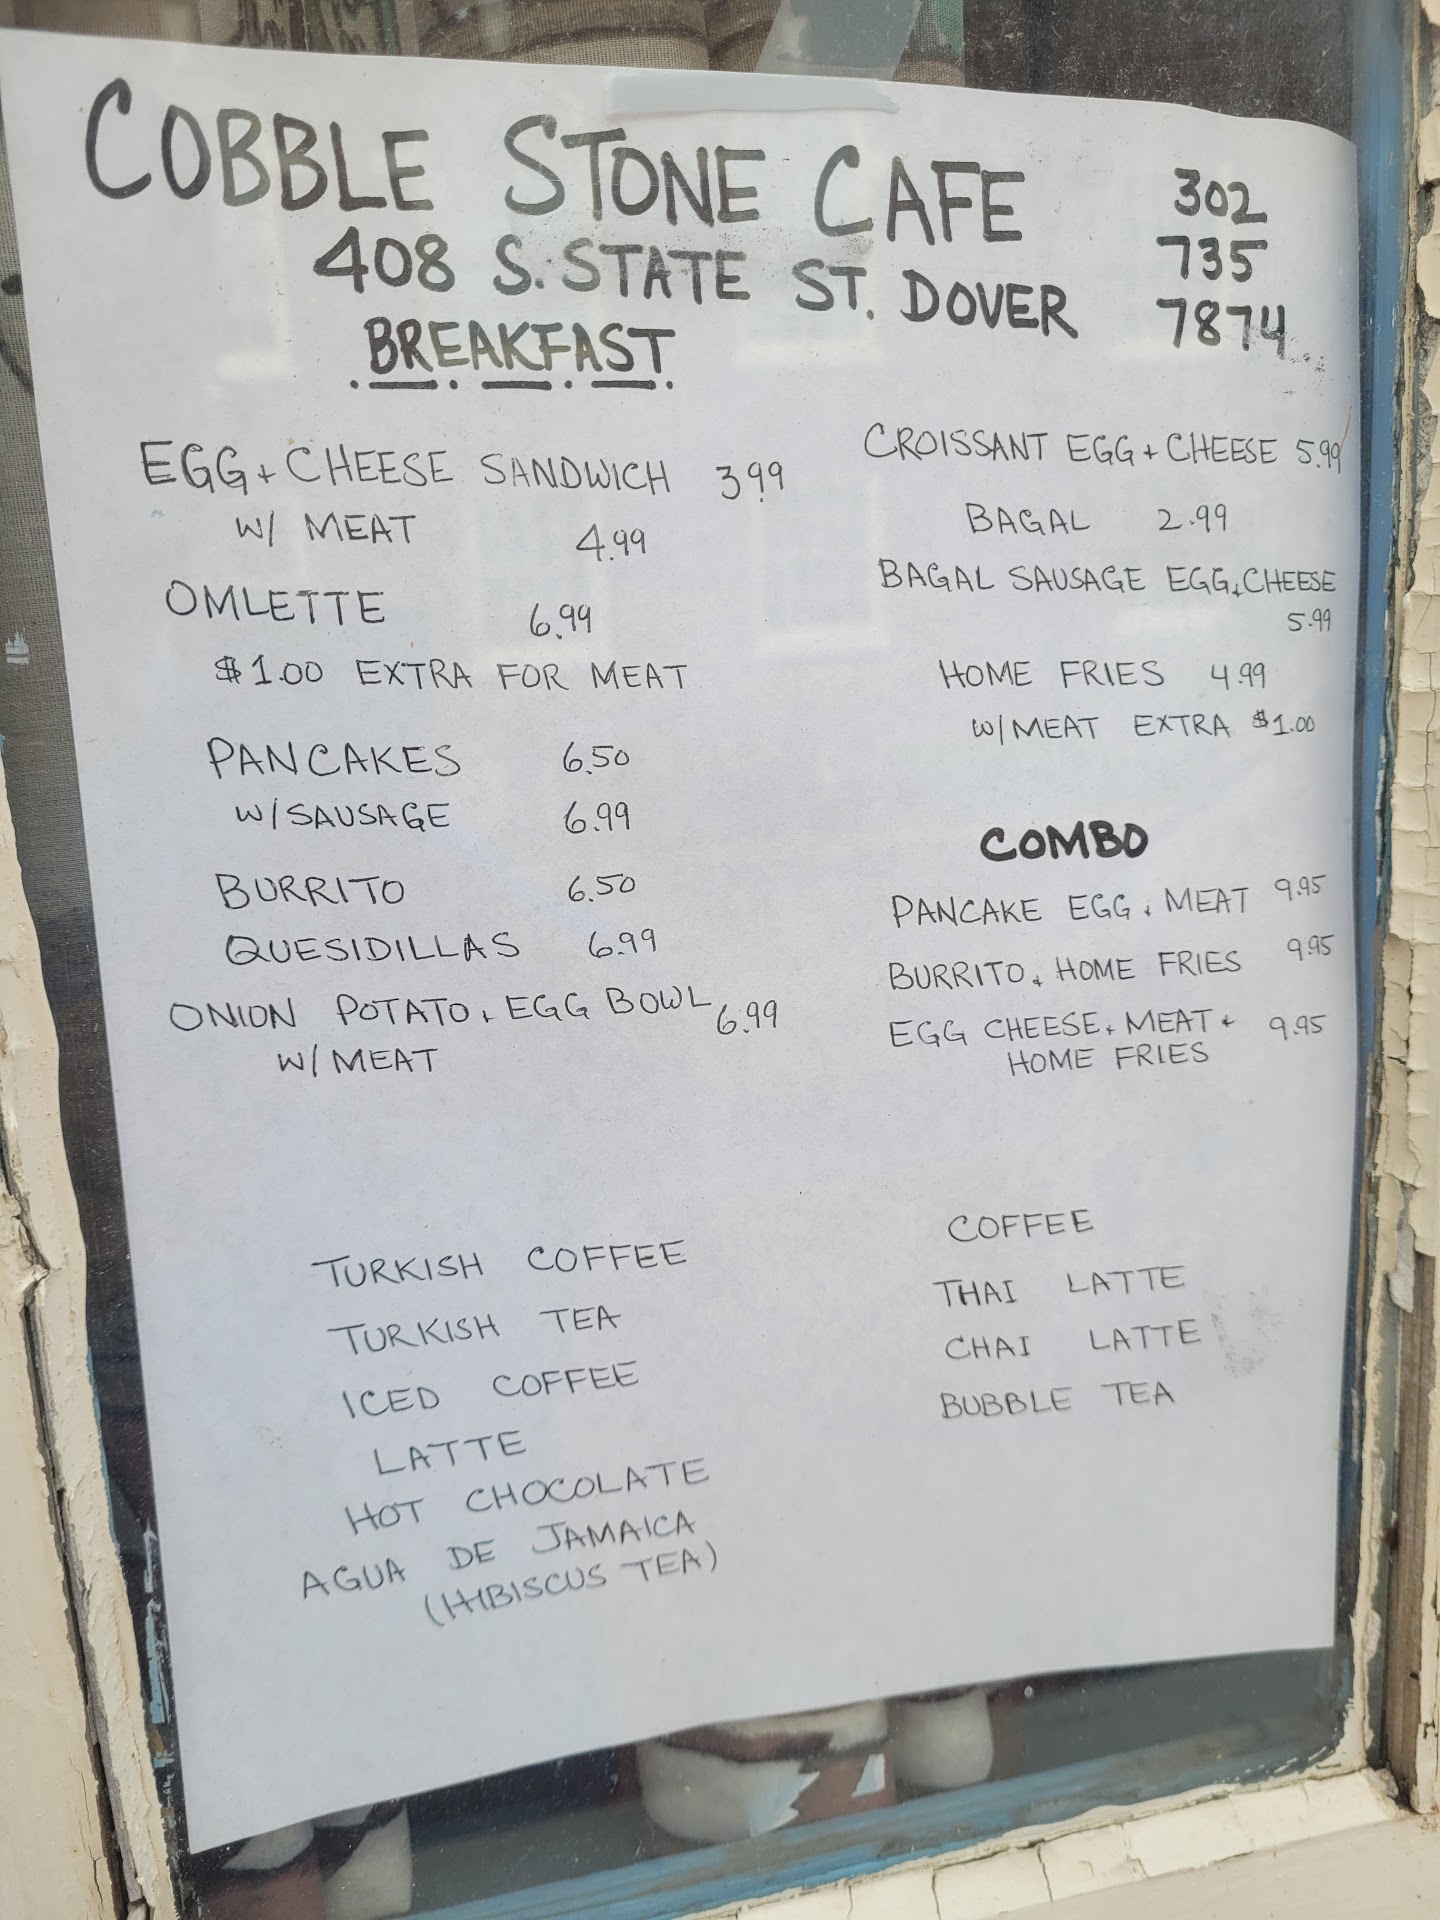 COBBLE STONE CAFE
408 S. STATE ST. DOVER
302
735
7874
BREAKFAST
EGG + CHEESE SANDWICH 3.99
W/ MEAT 4.99
OMLETTE 6.99
$1.00 EXTRA FOR MEAT
PANCAKES 6.50
W/SAUSAGE 6.99
BURRITO 6.50
QUESIDILLAS 6.99
ONION POTATO + EGG BOWL 6.99
W/ MEAT
CROISSANT EGG + CHEESE 5.99
BAGAL 2.99
BAGAL SAUSAGE EGG + CHEESE
5.99
HOME FRIES 4.99
W/MEAT EXTRA $1.00
COMBO
PANCAKE EGG + MEAT 9.95
BURRITO + HOME FRIES 9.95
EGG CHEESE + MEAT + 9.95
HOME FRIES
TURKISH COFFEE
TURKISH TEA
ICED COFFEE
LATTE
HOT CHOCOLATE
AGUA DE JAMAICA
(HIBISCUS TEA)
COFFEE
THAI LATTE
CHAI LATTE
BUBBLE TEA